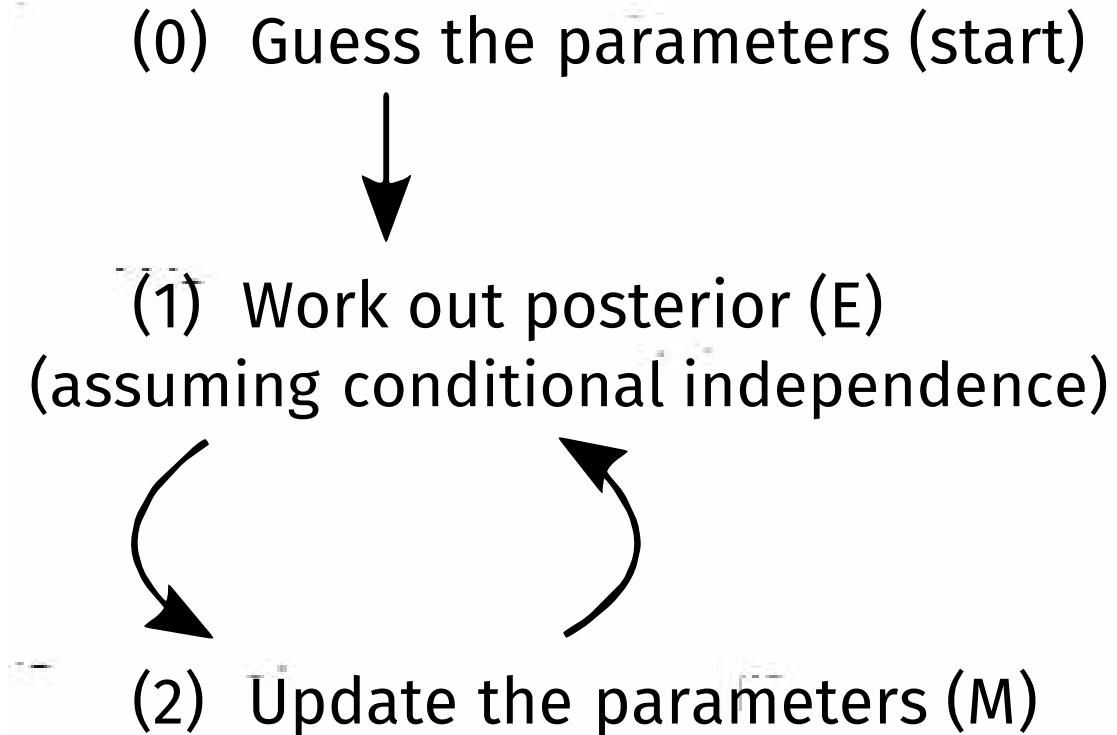 (0) Guess the parameters (start)
(1) Work out posterior (E)
(assuming conditional independence)
(2) Update the parameters (M)